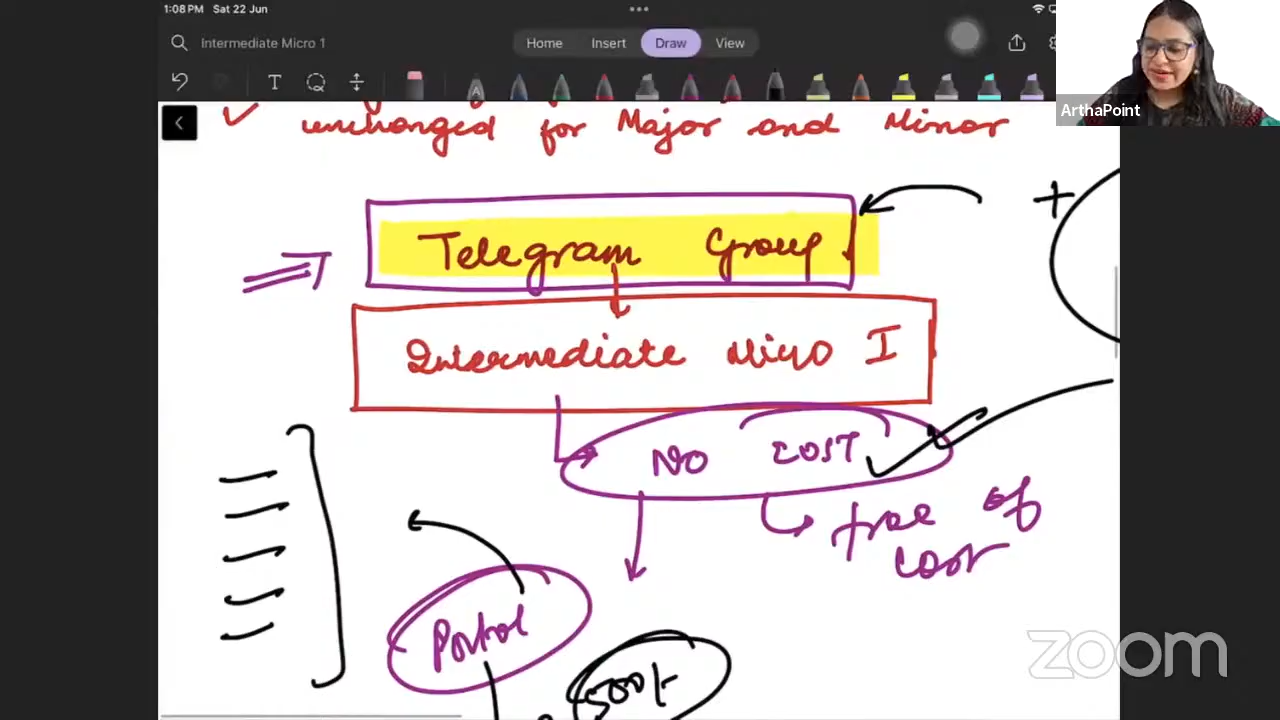 1:08 PM Sat 22 Jun
Intermediate Micro 1
Home Insert Draw View
T
ArthaPoint
unchanged for Major and Minor
Telegram Group
Intermediate Micro I
NO COST
free of
cost
Portal
500/-
zoom